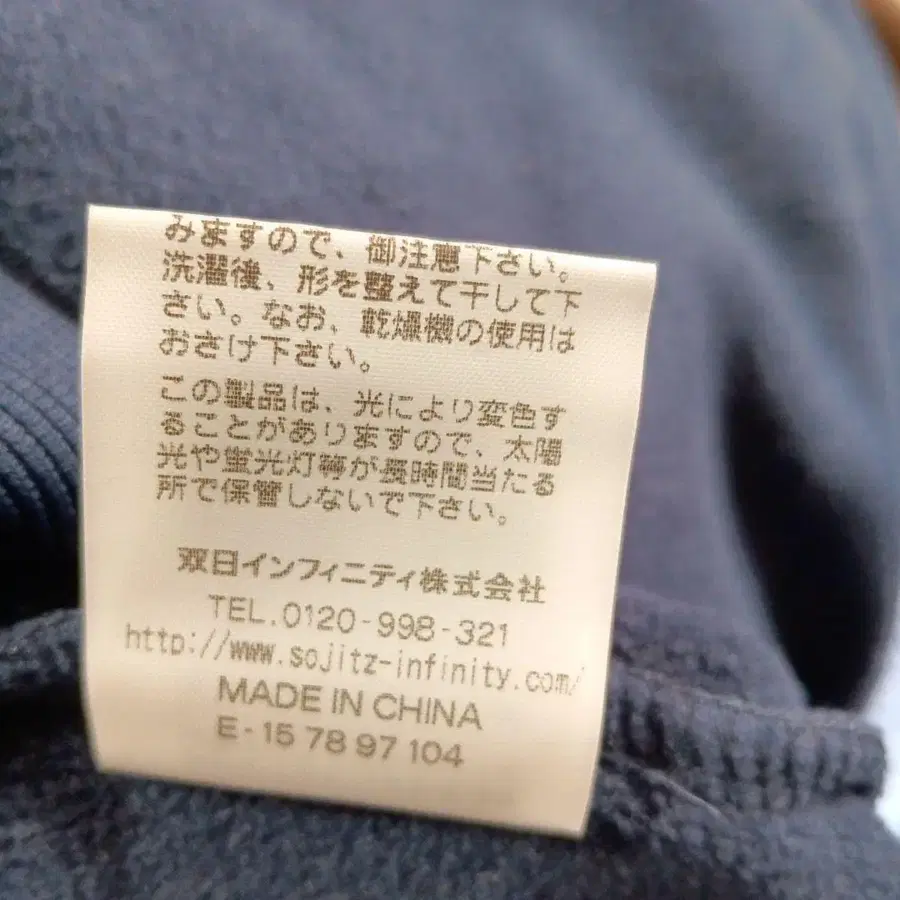 みますので、御注意下さい。
洗濯後、形を整えて干して下
さい。なお、乾燥機の使用は
おさけ下さい。
この製品は、光により変色す
ることがありますので、太陽
光や蛍光灯等が長時間当たる
所で保管しないで下さい。
双日インフィニティ株式会社
TEL.0120-998-321
http://www.sojitz-infinity.com/
MADE IN CHINA
E-15 78 97 104